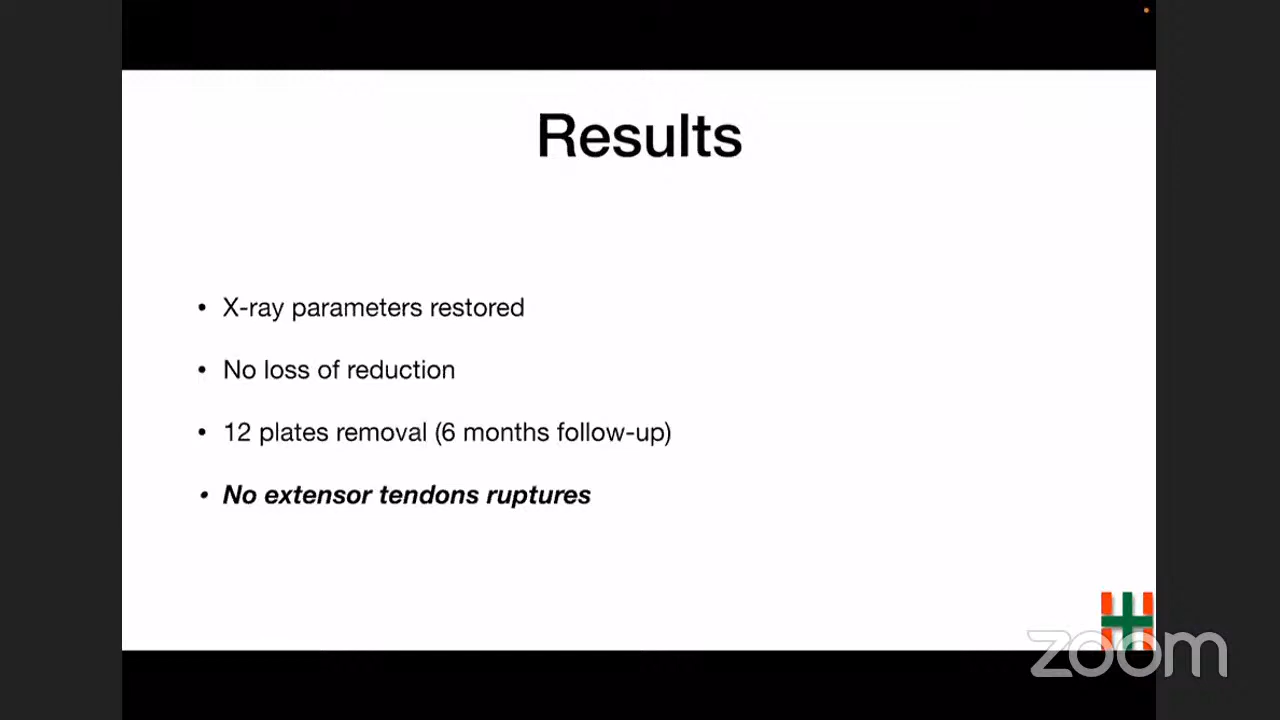 Results
• X-ray parameters restored
• No loss of reduction
• 12 plates removal (6 months follow-up)
• No extensor tendons ruptures
zoom